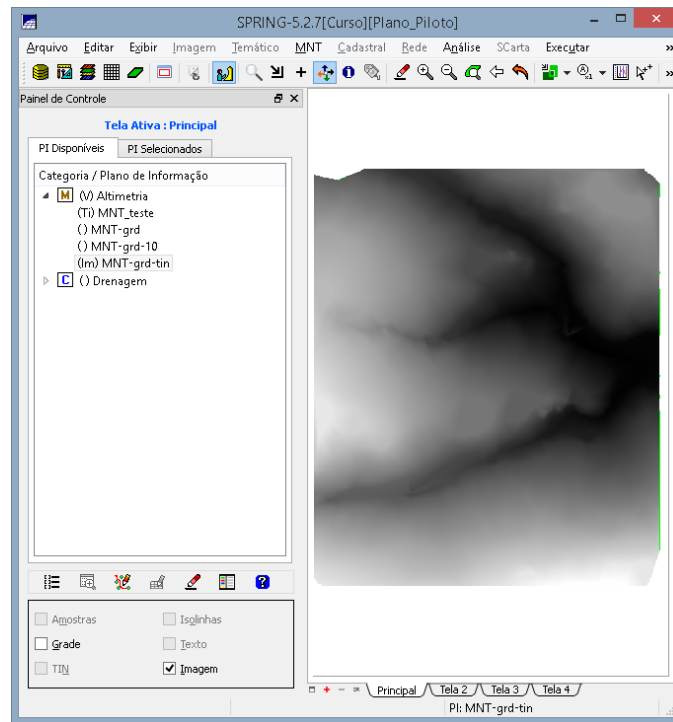 SPRING-5.2.7[Curso][Plano_Piloto]
Arquivo Editar Exibir Imagem Temático MNT Cadastral Rede Análise SCarta Executar »
Painel de Controle
Tela Ativa : Principal
PI Disponíveis PI Selecionados
Categoria / Plano de Informação
M (V) Altimetria
(Ti) MNT_teste
() MNT-grd
() MNT-grd-10
(Im) MNT-grd-tin
C () Drenagem
Amostras Isolinhas
Grade Texto
TIN Imagem
Principal Tela 2 Tela 3 Tela 4
PI: MNT-grd-tin